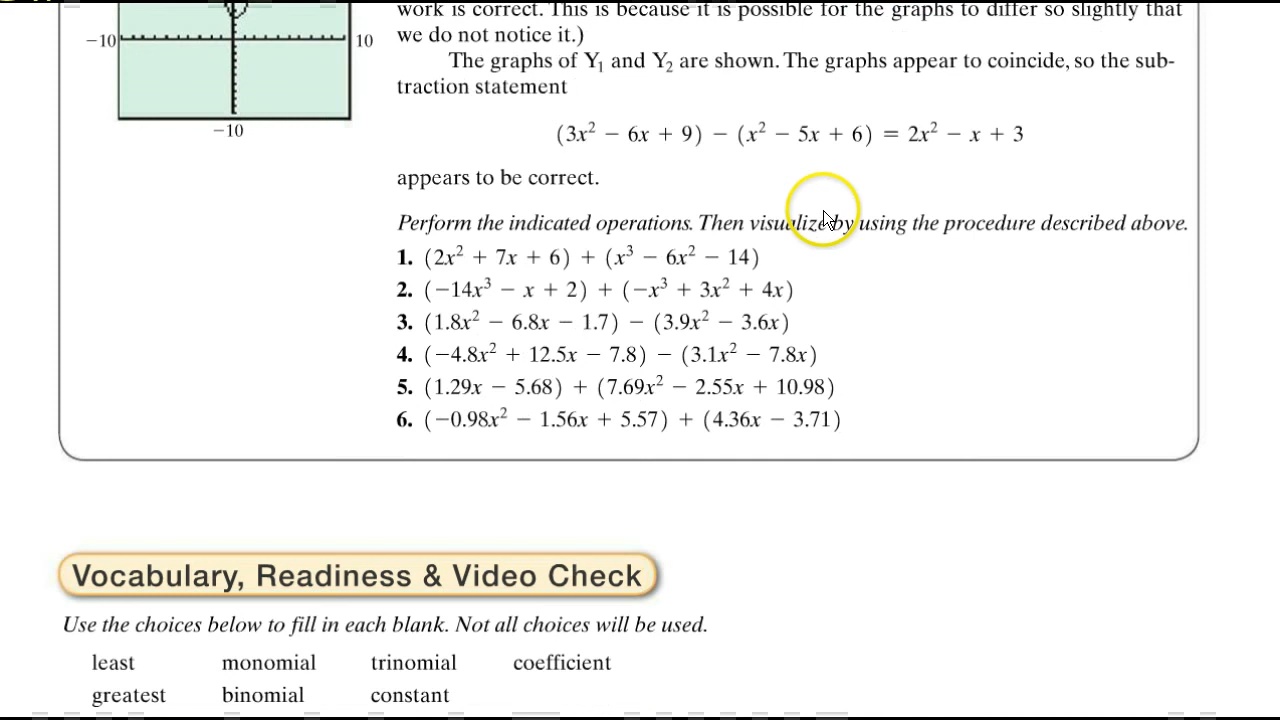 work is correct. This is because it is possible for the graphs to differ so slightly that
−10
10
we do not notice it.)
The graphs of Y₁ and Y₂ are shown. The graphs appear to coincide, so the sub-
traction statement
−10
(3x² − 6x + 9) − (x² − 5x + 6) = 2x² − x + 3
appears to be correct.
Perform the indicated operations. Then visualize by using the procedure described above.
1. (2x² + 7x + 6) + (x³ − 6x² − 14)
2. (−14x³ − x + 2) + (−x³ + 3x² + 4x)
3. (1.8x² − 6.8x − 1.7) − (3.9x² − 3.6x)
4. (−4.8x² + 12.5x − 7.8) − (3.1x² − 7.8x)
5. (1.29x − 5.68) + (7.69x² − 2.55x + 10.98)
6. (−0.98x² − 1.56x + 5.57) + (4.36x − 3.71)
Vocabulary, Readiness & Video Check
Use the choices below to fill in each blank. Not all choices will be used.
least monomial trinomial coefficient
greatest binomial constant